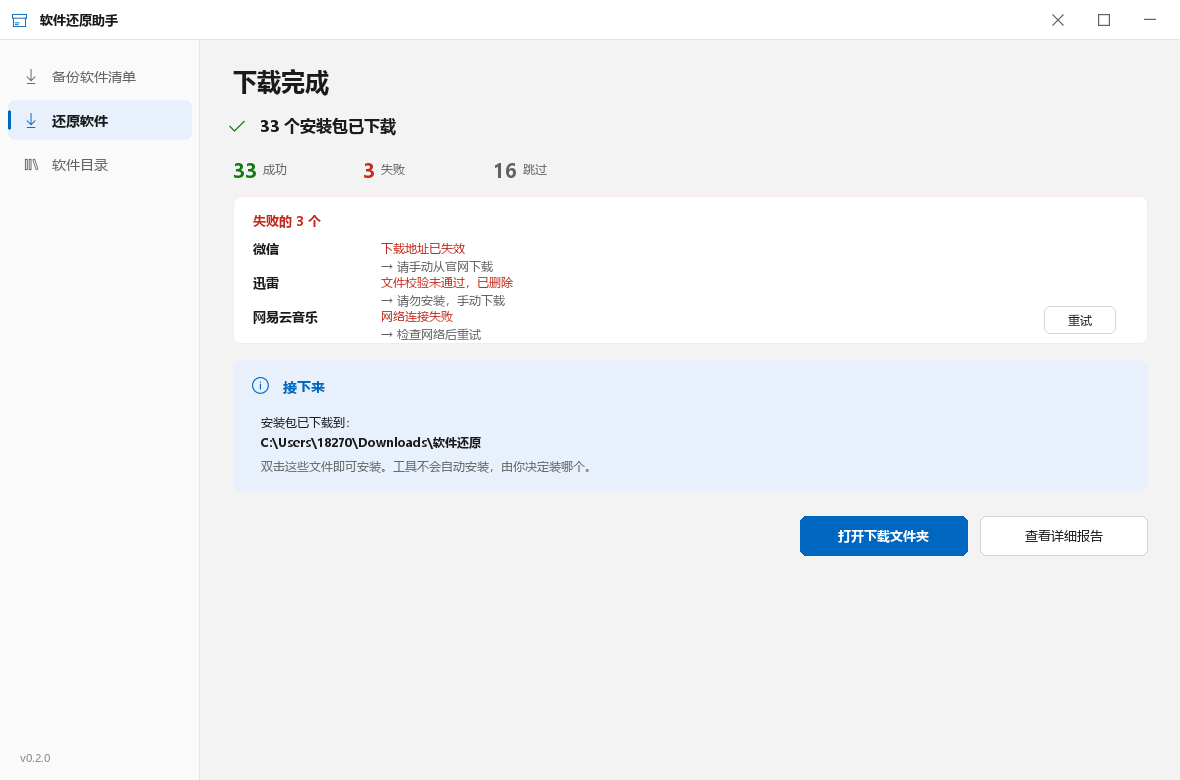 软件还原助手
备份软件清单
还原软件
软件目录
v0.2.0
下载完成
33 个安装包已下载
33 成功 3 失败 16 跳过
失败的 3 个
微信 下载地址已失效
→ 请手动从官网下载
迅雷 文件校验未通过，已删除
→ 请勿安装，手动下载
网易云音乐 网络连接失败
→ 检查网络后重试
重试
接下来
安装包已下载到：
C:\Users\18270\Downloads\软件还原
双击这些文件即可安装。工具不会自动安装，由你决定装哪个。
打开下载文件夹 查看详细报告